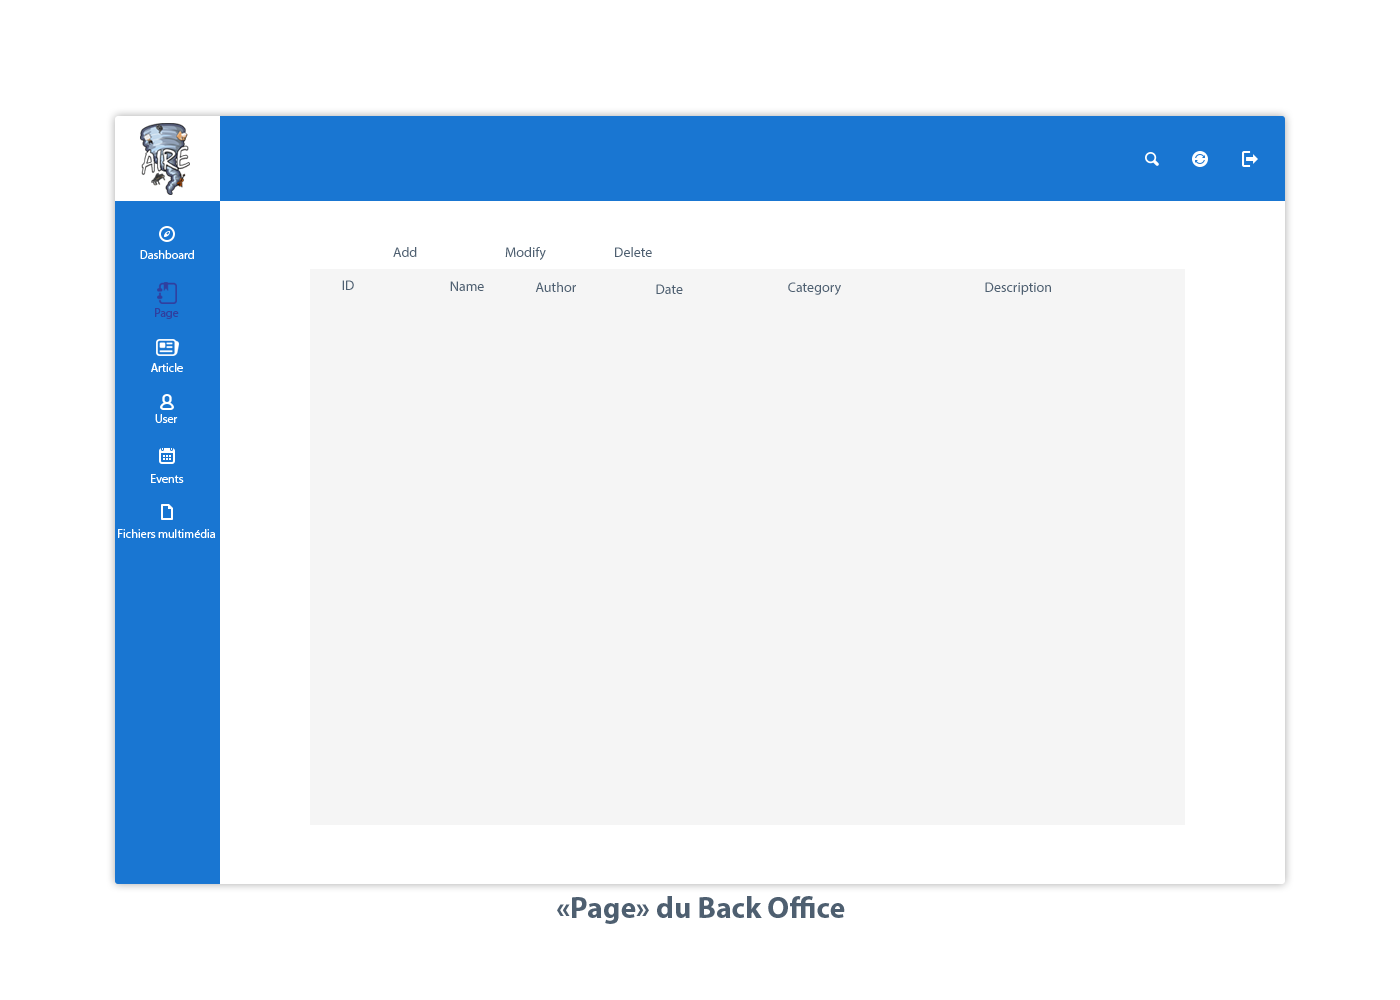 AIRE
Dashboard
Page
Article
User
Events
Fichiers multimédia
Add Modify Delete
ID Name Author Date Category Description
«Page» du Back Office